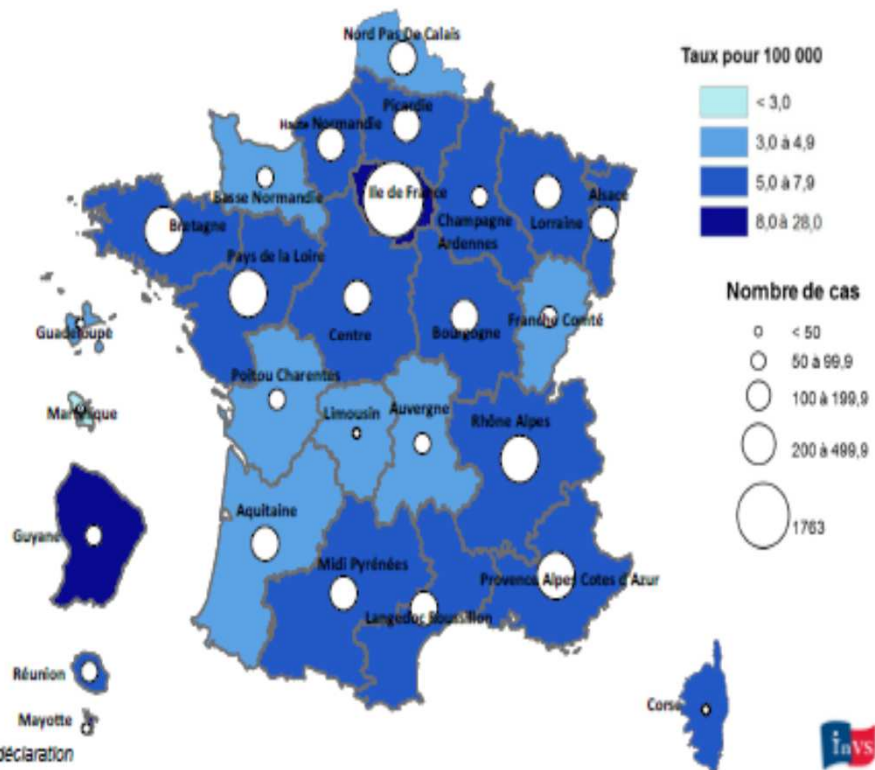 Nord Pas De Calais
Haute Normandie
Picardie
Basse Normandie
Ile de France
Champagne
Ardennes
Lorraine
Alsace
Bretagne
Pays de la Loire
Centre
Bourgogne
Franche Comté
Guadeloupe
Poitou Charentes
Limousin
Auvergne
Rhône Alpes
Martinique
Aquitaine
Guyane
Midi Pyrénées
Langedoc Roussillon
Provence Alpes Cotes d'Azur
Réunion
Mayotte
Corse
déclaration
Taux pour 100 000
< 3,0
3,0 à 4,9
5,0 à 7,9
8,0 à 28,0
Nombre de cas
< 50
50 à 99,9
100 à 199,9
200 à 499,9
1763
InVS